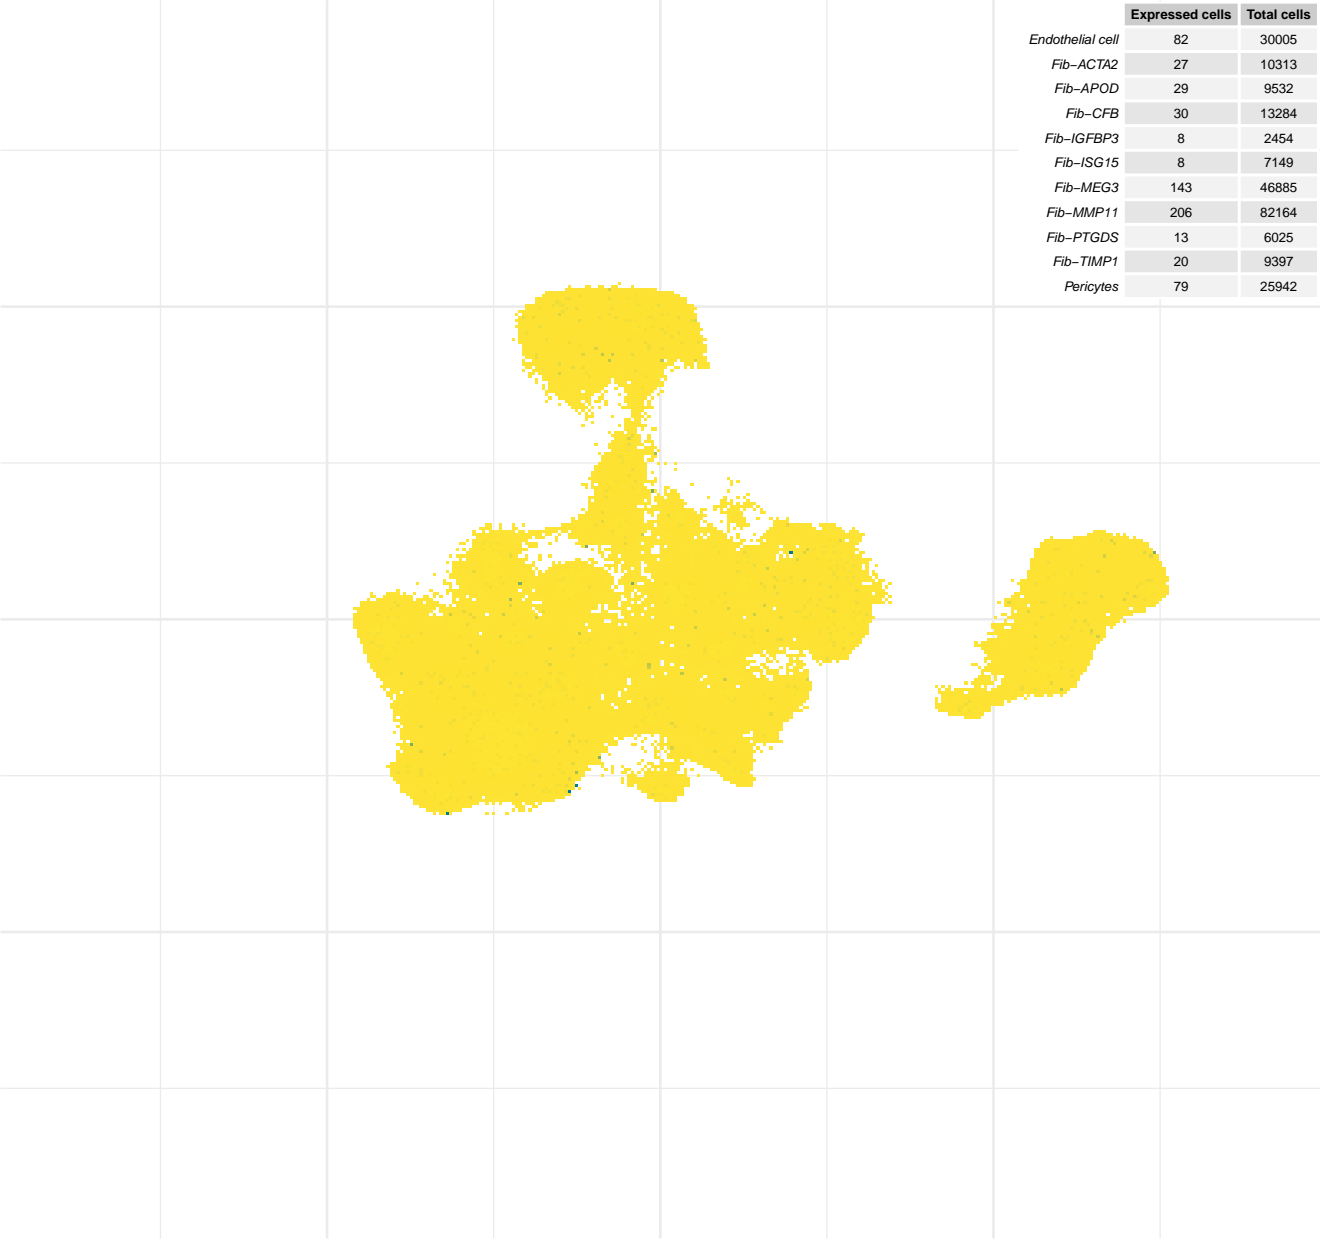 Expressed cells Total cells
Endothelial cell 82 30005
Fib−ACTA2 27 10313
Fib−APOD 29 9532
Fib−CFB 30 13284
Fib−IGFBP3 8 2454
Fib−ISG15 8 7149
Fib−MEG3 143 46885
Fib−MMP11 206 82164
Fib−PTGDS 13 6025
Fib−TIMP1 20 9397
Pericytes 79 25942